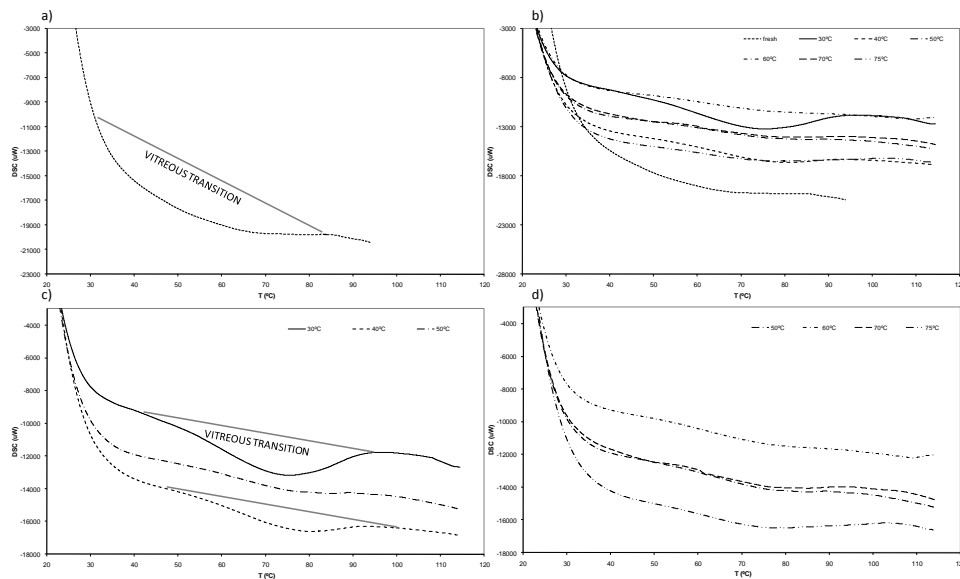 a)
-3000
-5000
-7000
-9000
-11000
-13000
-15000
-17000
-19000
-21000
-23000
DSC (uW)
VITREOUS TRANSITION
20 30 40 50 60 70 80 90 100 110 120
T (ºC)
b)
-3000
-8000
-13000
-18000
-23000
-28000
DSC (uW)
fresh 30ºC 40ºC 50ºC
60ºC 70ºC 75ºC
20 30 40 50 60 70 80 90 100 110 120
T (ºC)
c)
-4000
-6000
-8000
-10000
-12000
-14000
-16000
-18000
DSC (uW)
30ºC 40ºC 50ºC
VITREOUS TRANSITION
20 30 40 50 60 70 80 90 100 110 120
T (ºC)
d)
-4000
-6000
-8000
-10000
-12000
-14000
-16000
-18000
DSC (uW)
50ºC 60ºC 70ºC 75ºC
20 30 40 50 60 70 80 90 100 110 120
T (ºC)